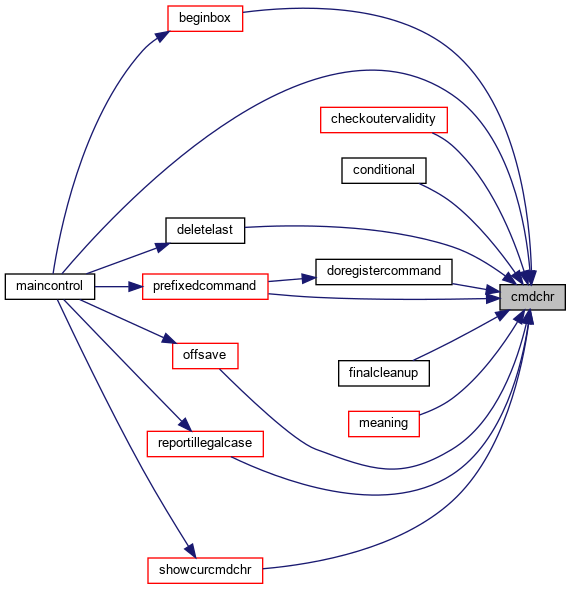 beginbox
checkoutervalidity
conditional
deletelast
doregistercommand
maincontrol
prefixedcommand
cmdchr
offsave
finalcleanup
meaning
reportillegalcase
showcurcmdchr